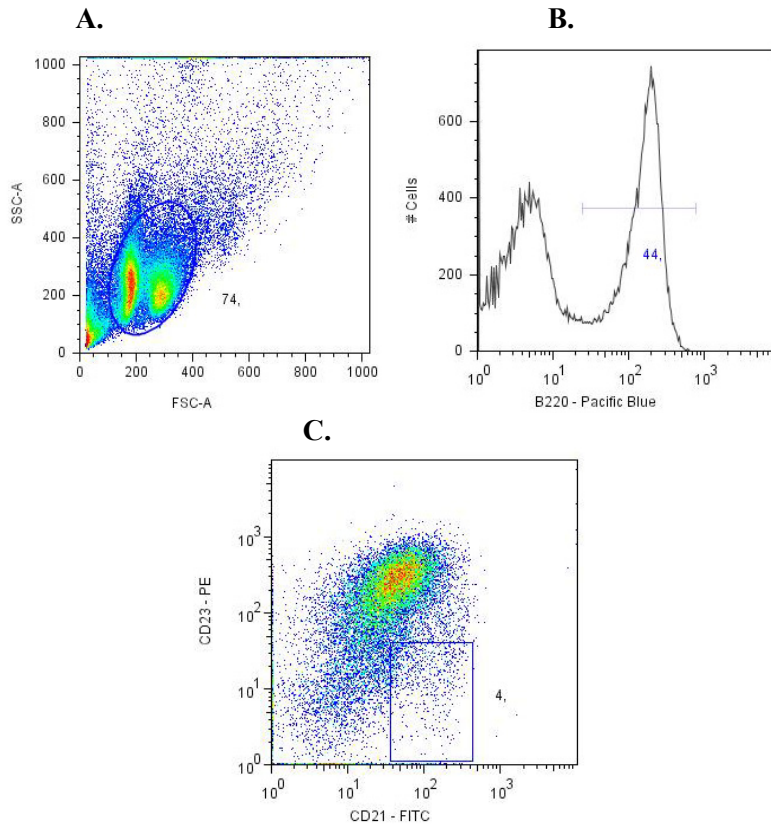 A.
1000
800
600
400
200
0
SSC-A
74,
0 200 400 600 800 1000
FSC-A
B.
600
400
200
0
# Cells
44,
10^0 10^1 10^2 10^3
B220 - Pacific Blue
C.
10^3
10^2
10^1
10^0
CD23 - PE
4,
10^0 10^1 10^2 10^3
CD21 - FITC